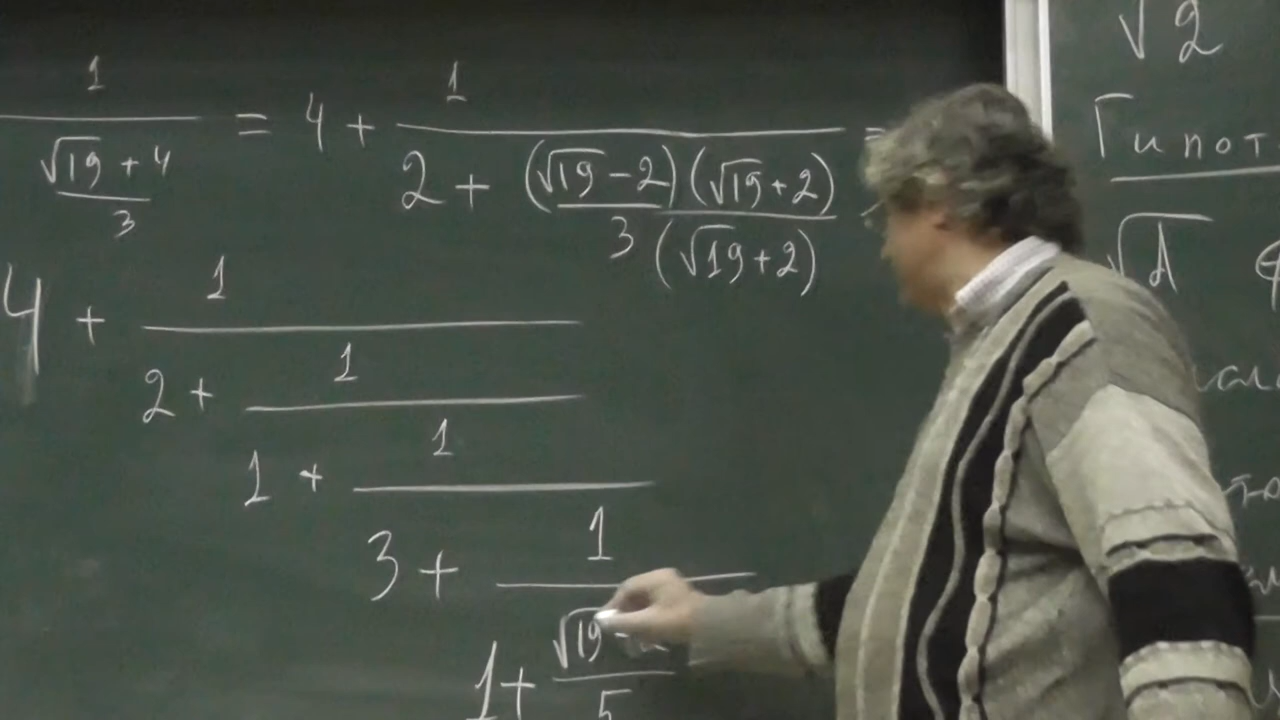 1
√19 + 4
3
= 4 +
1
2 + (√19 - 2)(√19 + 2)
3 (√19 + 2)
=
4 +
1
2 +
1
1 +
1
3 +
1
1 +
√19
5
√2
Гипот
√d